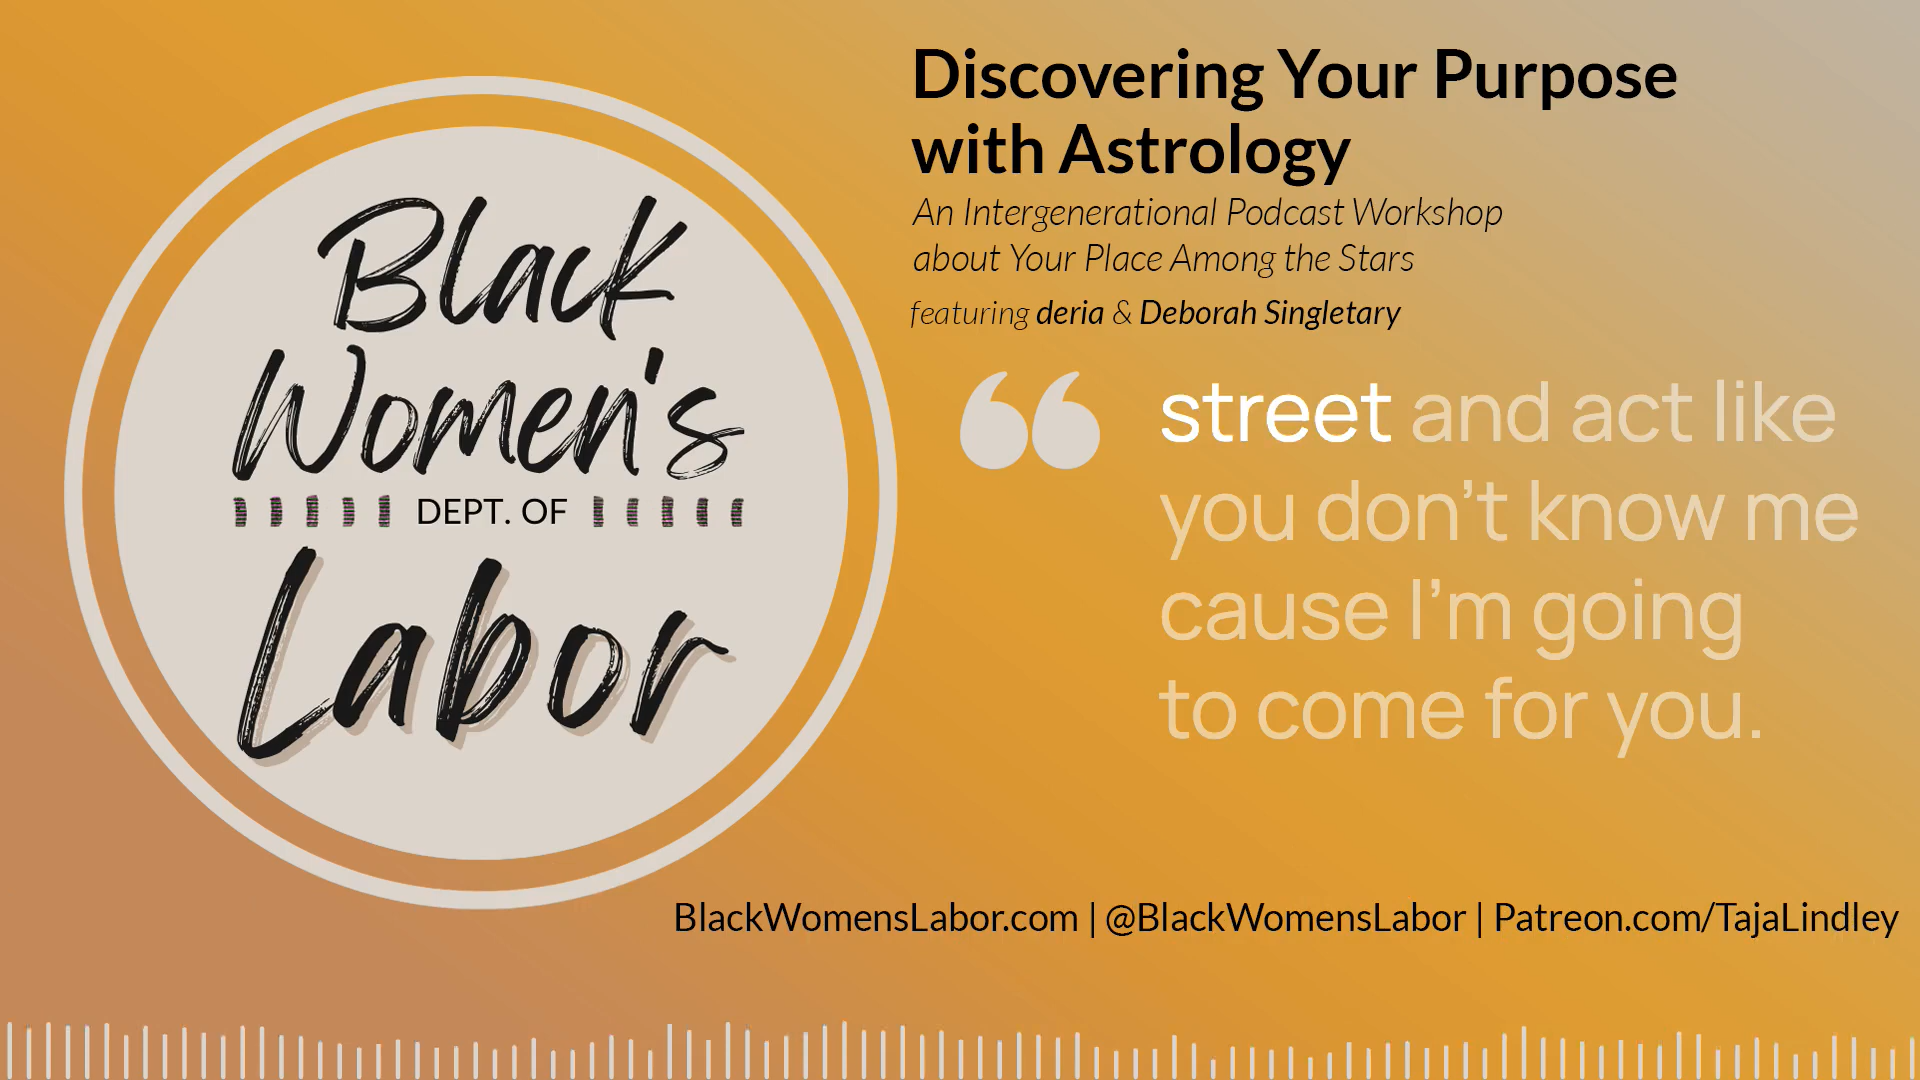 Black
Women's
DEPT. OF
Labor
Discovering Your Purpose
with Astrology
An Intergenerational Podcast Workshop
about Your Place Among the Stars
featuring deria & Deborah Singletary
“
street and act like
you don’t know me
cause I’m going
to come for you.
BlackWomensLabor.com | @BlackWomensLabor | Patreon.com/TajaLindley